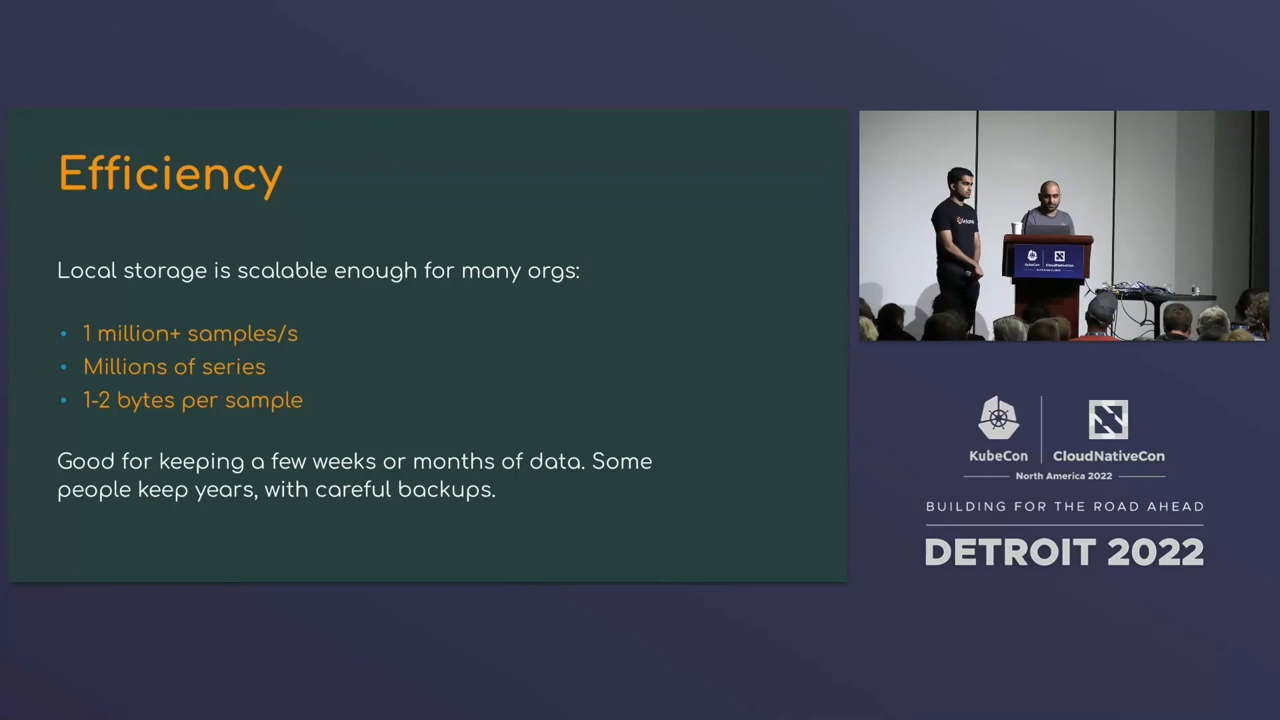 Efficiency
Local storage is scalable enough for many orgs:
• 1 million+ samples/s
• Millions of series
• 1-2 bytes per sample
Good for keeping a few weeks or months of data. Some
people keep years, with careful backups.
KubeCon
CloudNativeCon
KubeCon
CloudNativeCon
North America 2022
BUILDING FOR THE ROAD AHEAD
DETROIT 2022